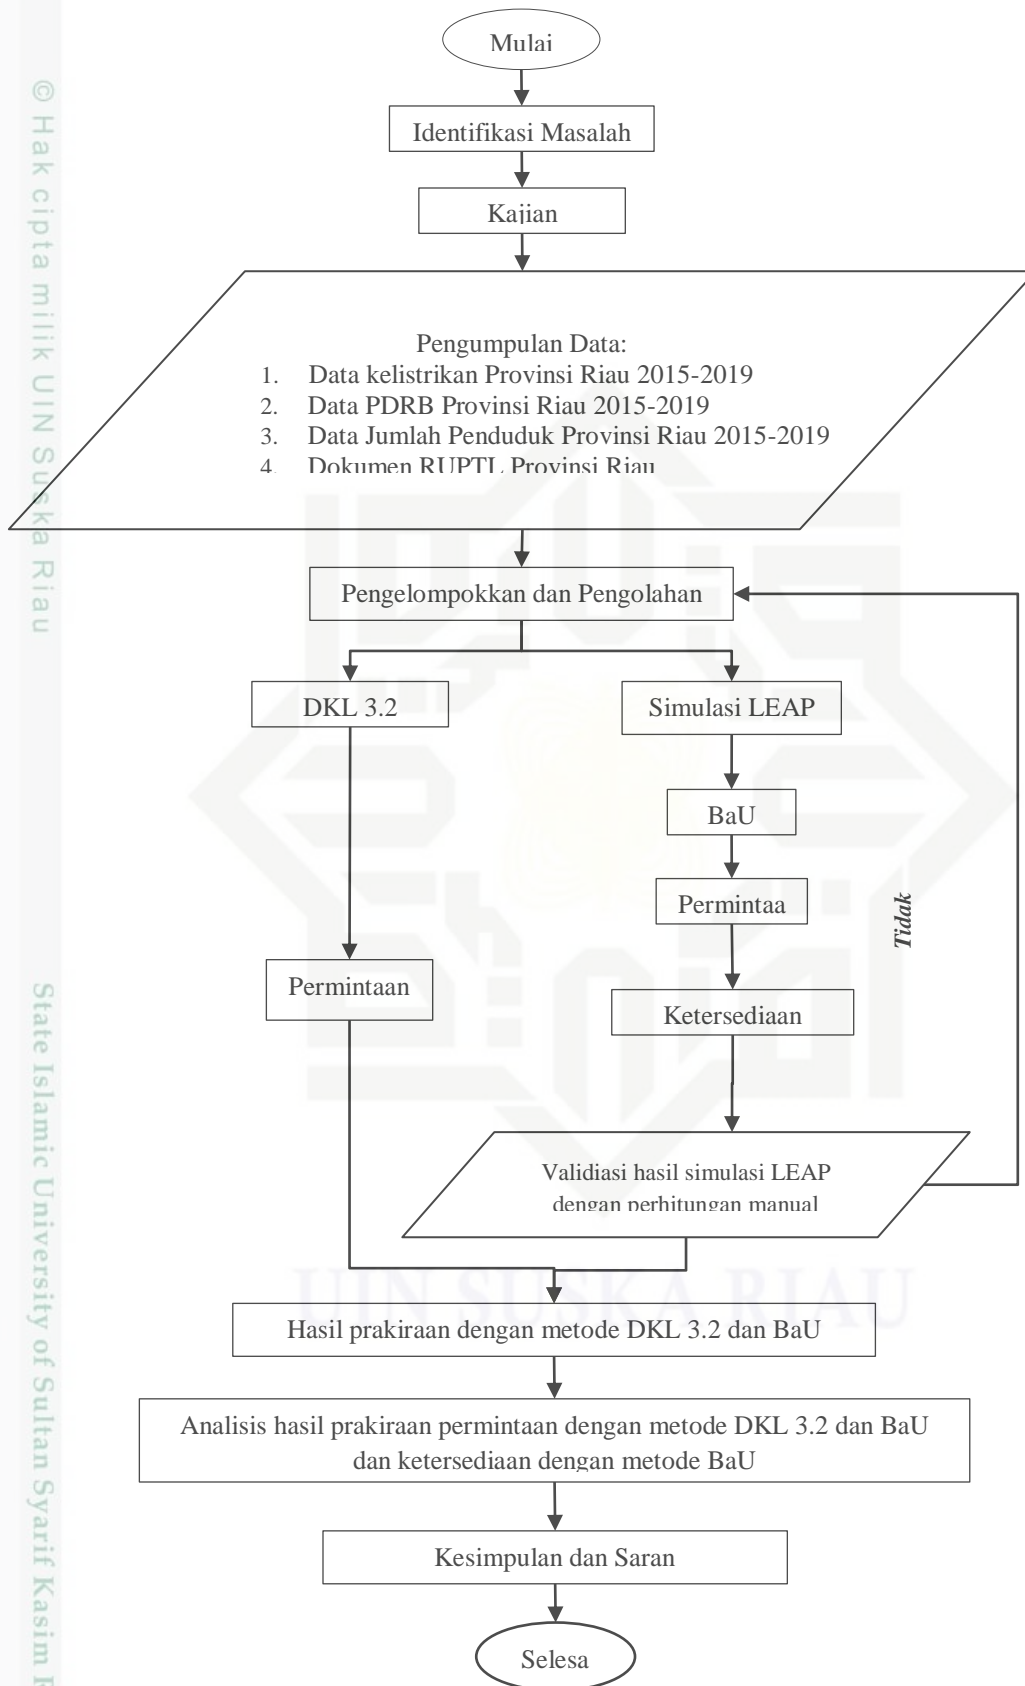 Mulai
Identifikasi Masalah
Kajian
Pengumpulan Data:
1. Data kelistrikan Provinsi Riau 2015-2019
2. Data PDRB Provinsi Riau 2015-2019
3. Data Jumlah Penduduk Provinsi Riau 2015-2019
4. Dokumen RUPTL Provinsi Riau
Pengelompokkan dan Pengolahan
DKL 3.2
Simulasi LEAP
BaU
Permintaa
Tidak
Permintaan
Ketersediaan
Validiasi hasil simulasi LEAP
dengan perhitungan manual
Hasil prakiraan dengan metode DKL 3.2 dan BaU
Analisis hasil prakiraan permintaan dengan metode DKL 3.2 dan BaU
dan ketersediaan dengan metode BaU
Kesimpulan dan Saran
Selesa
© Hak cipta milik UIN Suska Riau
State Islamic University of Sultan Syarif Kasim
UIN SUSKA RIAU